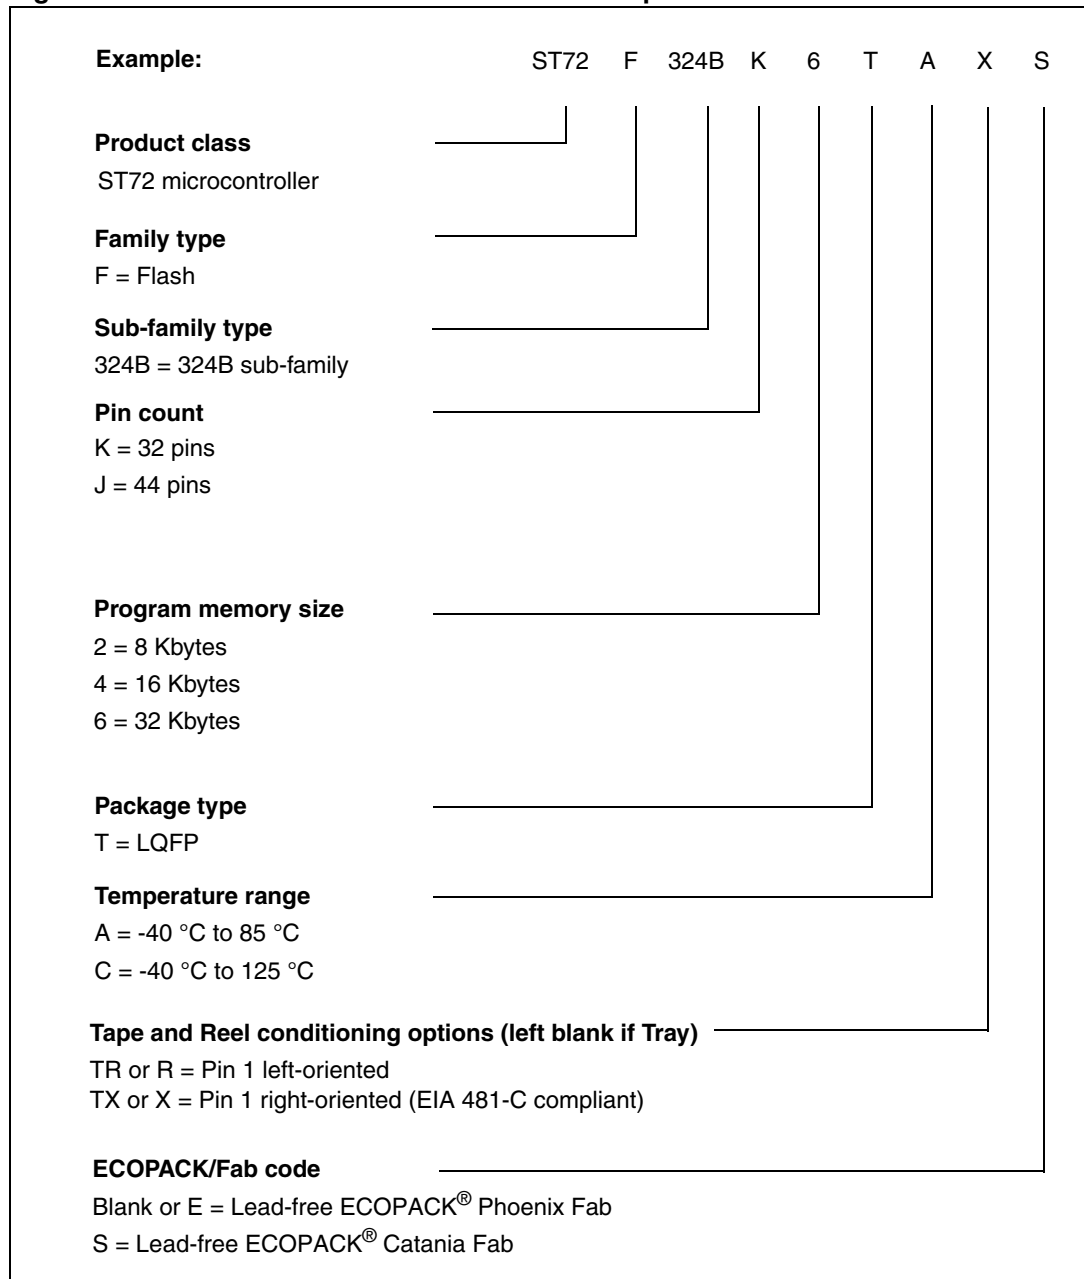 Example: ST72 F 324B K 6 T A X S
Product class
ST72 microcontroller
Family type
F = Flash
Sub-family type
324B = 324B sub-family
Pin count
K = 32 pins
J = 44 pins
Program memory size
2 = 8 Kbytes
4 = 16 Kbytes
6 = 32 Kbytes
Package type
T = LQFP
Temperature range
A = -40 °C to 85 °C
C = -40 °C to 125 °C
Tape and Reel conditioning options (left blank if Tray)
TR or R = Pin 1 left-oriented
TX or X = Pin 1 right-oriented (EIA 481-C compliant)
ECOPACK/Fab code
Blank or E = Lead-free ECOPACK® Phoenix Fab
S = Lead-free ECOPACK® Catania Fab